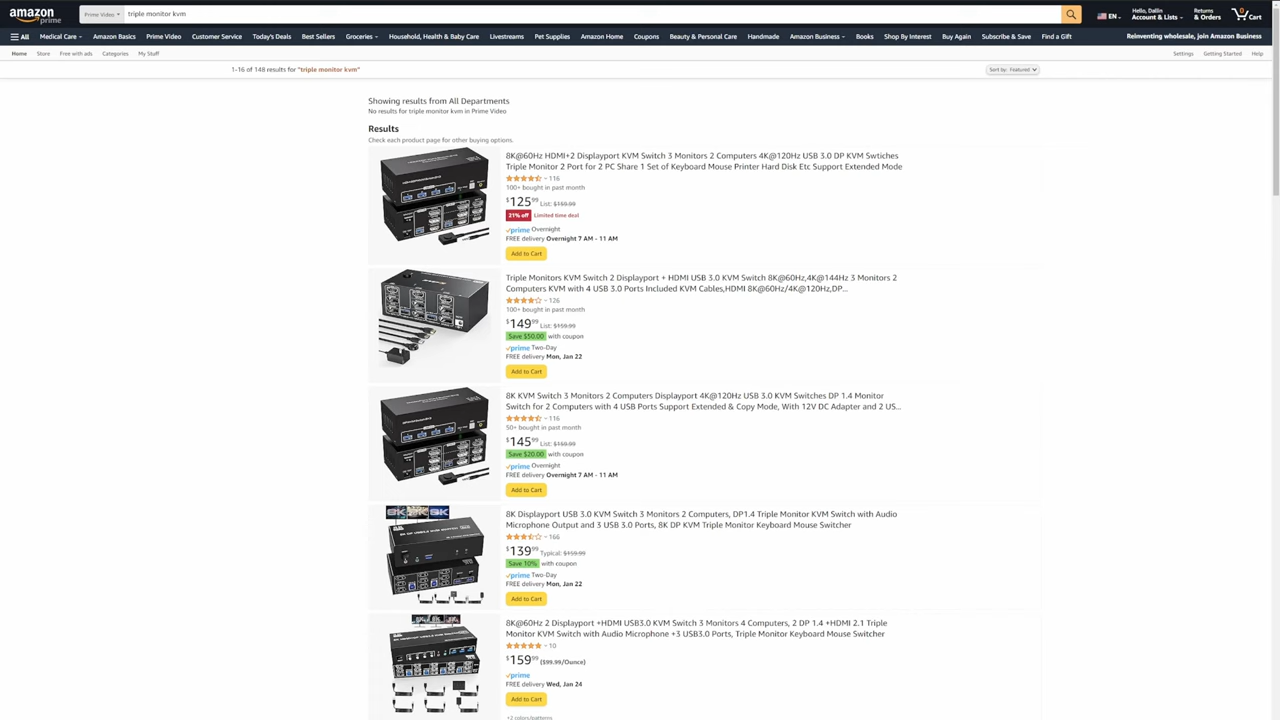 amazon
prime
Prime Video
triple monitor kvm
EN
Hello, Dallin
Account & Lists
Returns
& Orders
0
Cart
All
Medical Care
Amazon Basics
Prime Video
Customer Service
Today's Deals
Best Sellers
Groceries
Household, Health & Baby Care
Livestreams
Pet Supplies
Amazon Home
Coupons
Beauty & Personal Care
Handmade
Amazon Business
Books
Shop By Interest
Buy Again
Subscribe & Save
Find a Gift
Reinventing wholesale, join Amazon Business
Home
Store
Free with ads
Categories
My Stuff
Settings
Getting Started
Help
1-16 of 148 results for "triple monitor kvm"
Sort by: Featured
Showing results from All Departments
No results for triple monitor kvm in Prime Video
Results
Check each product page for other buying options.
8K@60Hz HDMI+2 Displayport KVM Switch 3 Monitors 2 Computers 4K@120Hz USB 3.0 DP KVM Swtiches
Triple Monitor 2 Port for 2 PC Share 1 Set of Keyboard Mouse Printer Hard Disk Etc Support Extended Mode
116
100+ bought in past month
$125.99 List: $159.99
21% off Limited time deal
prime Overnight
FREE delivery Overnight 7 AM - 11 AM
Add to Cart
Triple Monitors KVM Switch 2 Displayport + HDMI USB 3.0 KVM Switch 8K@60Hz,4K@144Hz 3 Monitors 2
Computers KVM with 4 USB 3.0 Ports Included KVM Cables,HDMI 8K@60Hz/4K@120Hz,DP...
126
100+ bought in past month
$149.99 List: $159.99
Save $50.00 with coupon
prime Two-Day
FREE delivery Mon, Jan 22
Add to Cart
8K KVM Switch 3 Monitors 2 Computers Displayport 4K@120Hz USB 3.0 KVM Switches DP 1.4 Monitor
Switch for 2 Computers with 4 USB Ports Support Extended & Copy Mode, With 12V DC Adapter and 2 US...
116
50+ bought in past month
$145.99 List: $159.99
Save $20.00 with coupon
prime Overnight
FREE delivery Overnight 7 AM - 11 AM
Add to Cart
8K Displayport USB 3.0 KVM Switch 3 Monitors 2 Computers, DP1.4 Triple Monitor KVM Switch with Audio
Microphone Output and 3 USB 3.0 Ports, 8K DP KVM Triple Monitor Keyboard Mouse Switcher
166
$139.99 Typical: $159.99
Save 10% with coupon
prime Two-Day
FREE delivery Mon, Jan 22
Add to Cart
8K@60Hz 2 Displayport +HDMI USB3.0 KVM Switch 3 Monitors 4 Computers, 2 DP 1.4 +HDMI 2.1 Triple
Monitor KVM Switch with Audio Microphone +3 USB3.0 Ports, Triple Monitor Keyboard Mouse Switcher
10
$159.99 ($99.99/Ounce)
prime
FREE delivery Wed, Jan 24
Add to Cart
+2 colors/patterns